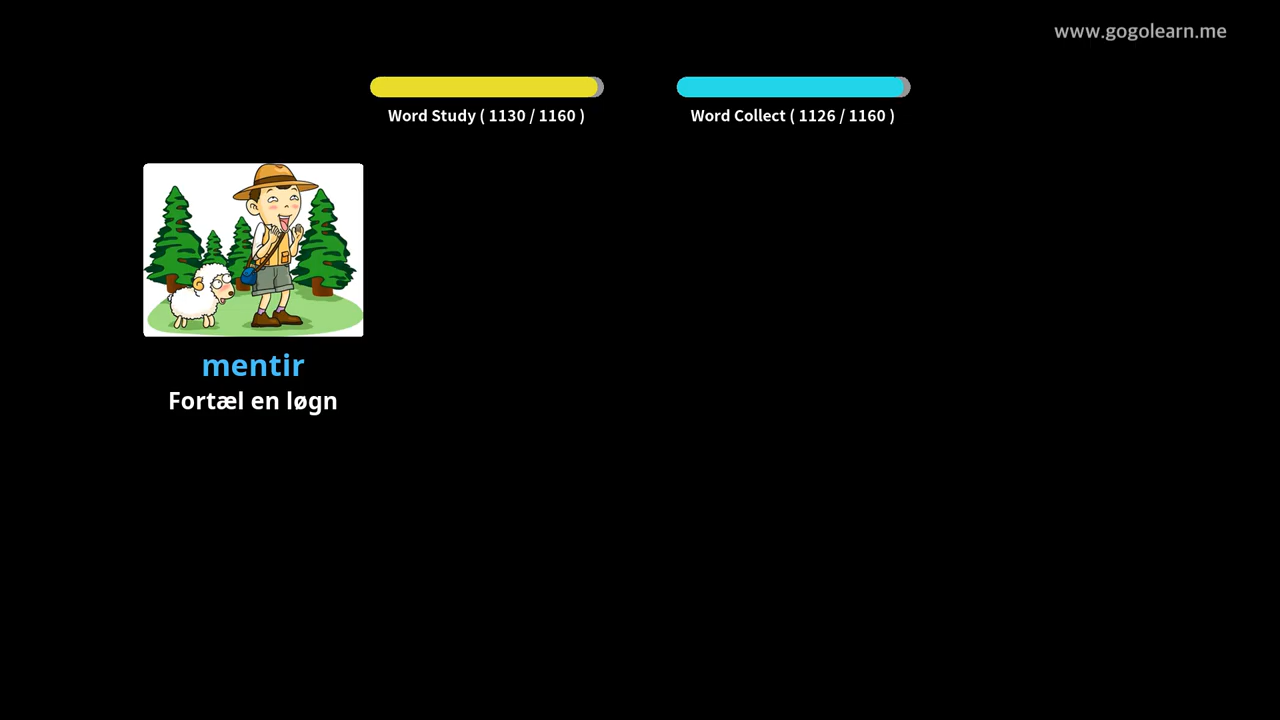 www.gogolearn.me
Word Study ( 1130 / 1160 )
Word Collect ( 1126 / 1160 )
mentir
Fortæl en løgn